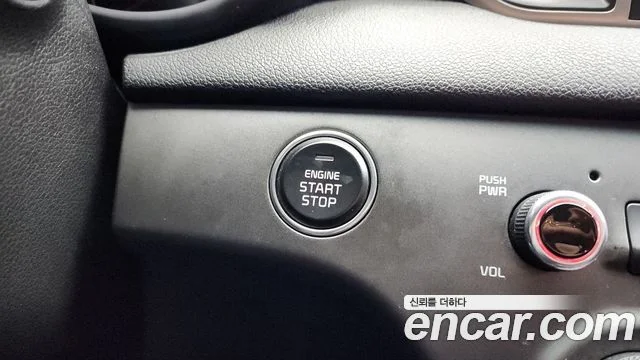 ENGINE
START
STOP
PUSH
PWR
VOL
신뢰를 더하다
encar.com